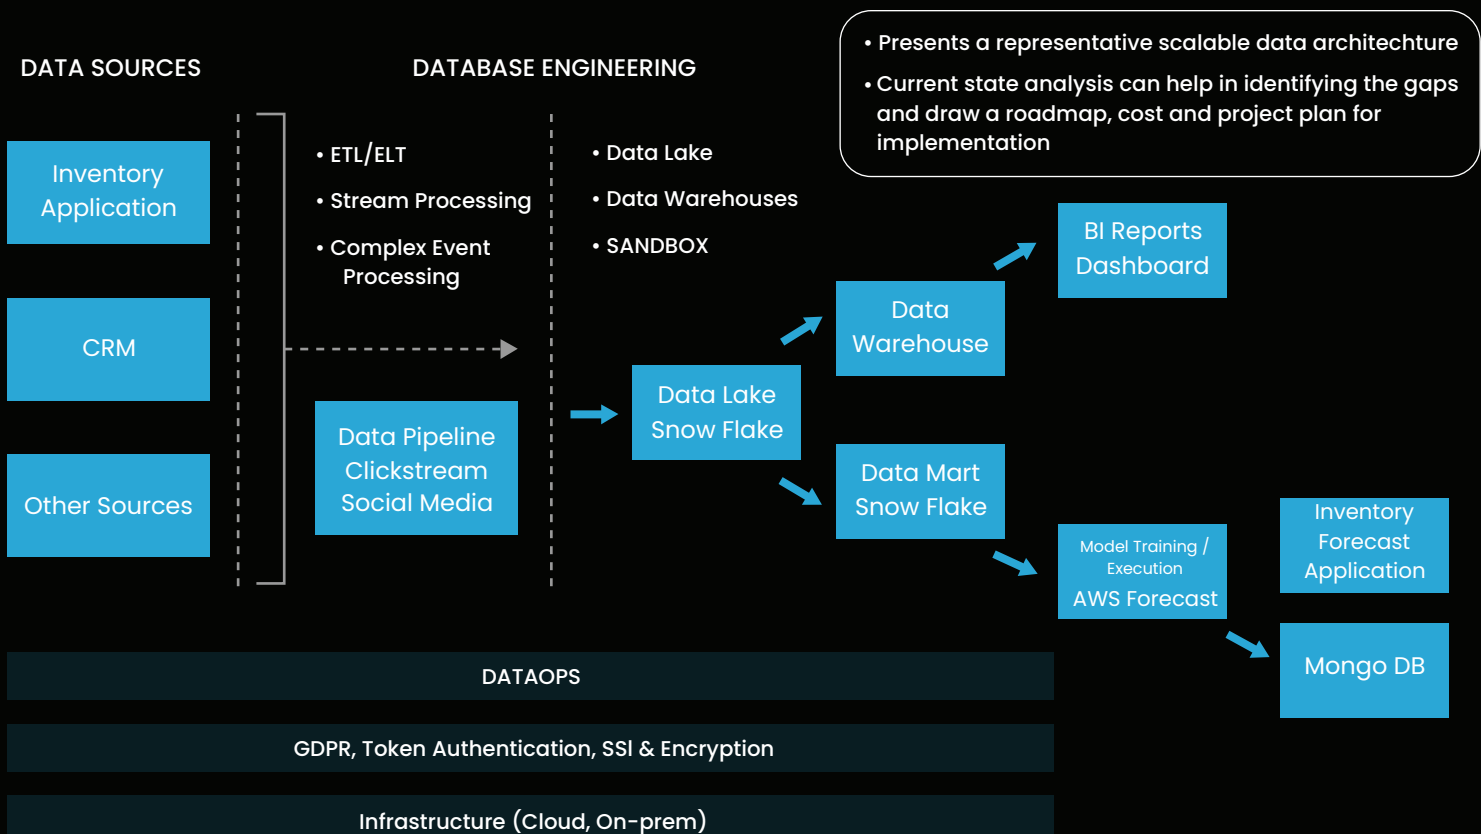 • Presents a representative scalable data architechture
• Current state analysis can help in identifying the gaps
and draw a roadmap, cost and project plan for
implementation
DATA SOURCES
DATABASE ENGINEERING
Inventory
Application
CRM
Other Sources
• ETL/ELT
• Stream Processing
• Complex Event
Processing
Data Pipeline
Clickstream
Social Media
• Data Lake
• Data Warehouses
• SANDBOX
Data Lake
Snow Flake
Data
Warehouse
BI Reports
Dashboard
Data Mart
Snow Flake
Model Training /
Execution
AWS Forecast
Inventory
Forecast
Application
Mongo DB
DATAOPS
GDPR, Token Authentication, SSl & Encryption
Infrastructure (Cloud, On-prem)